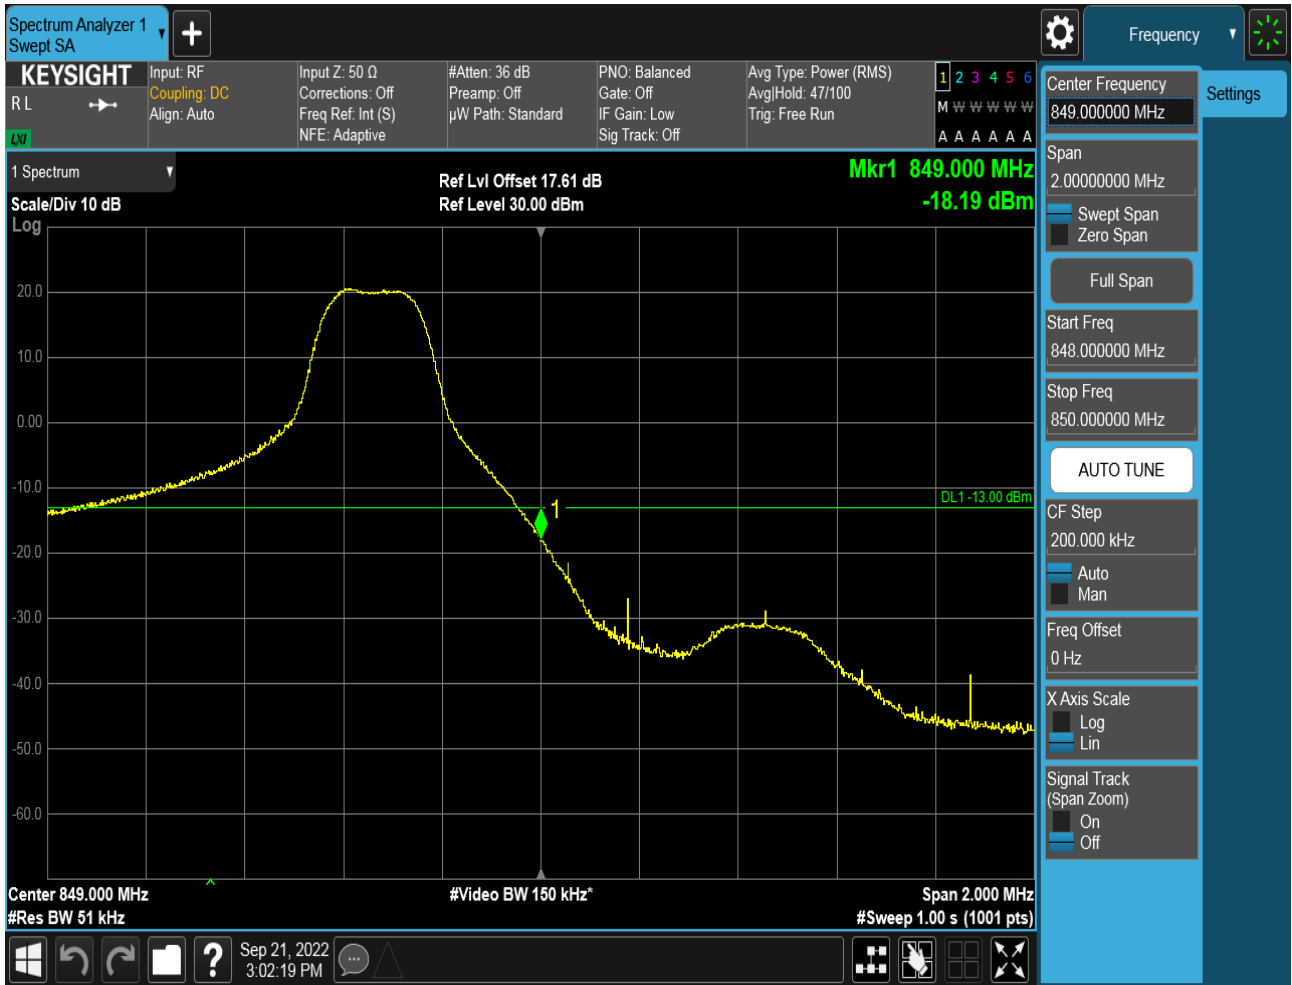 Spectrum Analyzer 1
Swept SA
+
Frequency
KEYSIGHT
R L
LXI
Input: RF
Coupling: DC
Align: Auto
Input Z: 50 Ω
Corrections: Off
Freq Ref: Int (S)
NFE: Adaptive
#Atten: 36 dB
Preamp: Off
µW Path: Standard
PNO: Balanced
Gate: Off
IF Gain: Low
Sig Track: Off
Avg Type: Power (RMS)
Avg|Hold: 47/100
Trig: Free Run
1 2 3 4 5 6
M W W W W W
A A A A A A
1 Spectrum
Scale/Div 10 dB
Log
Ref Lvl Offset 17.61 dB
Ref Level 30.00 dBm
Mkr1 849.000 MHz
-18.19 dBm
20.0
10.0
0.00
-10.0
-20.0
-30.0
-40.0
-50.0
-60.0
DL1 -13.00 dBm
1
Center 849.000 MHz
#Res BW 51 kHz
#Video BW 150 kHz*
Span 2.000 MHz
#Sweep 1.00 s (1001 pts)
Center Frequency
849.000000 MHz
Settings
Span
2.00000000 MHz
Swept Span
Zero Span
Full Span
Start Freq
848.000000 MHz
Stop Freq
850.000000 MHz
AUTO TUNE
CF Step
200.000 kHz
Auto
Man
Freq Offset
0 Hz
X Axis Scale
Log
Lin
Signal Track
(Span Zoom)
On
Off
?
Sep 21, 2022
3:02:19 PM